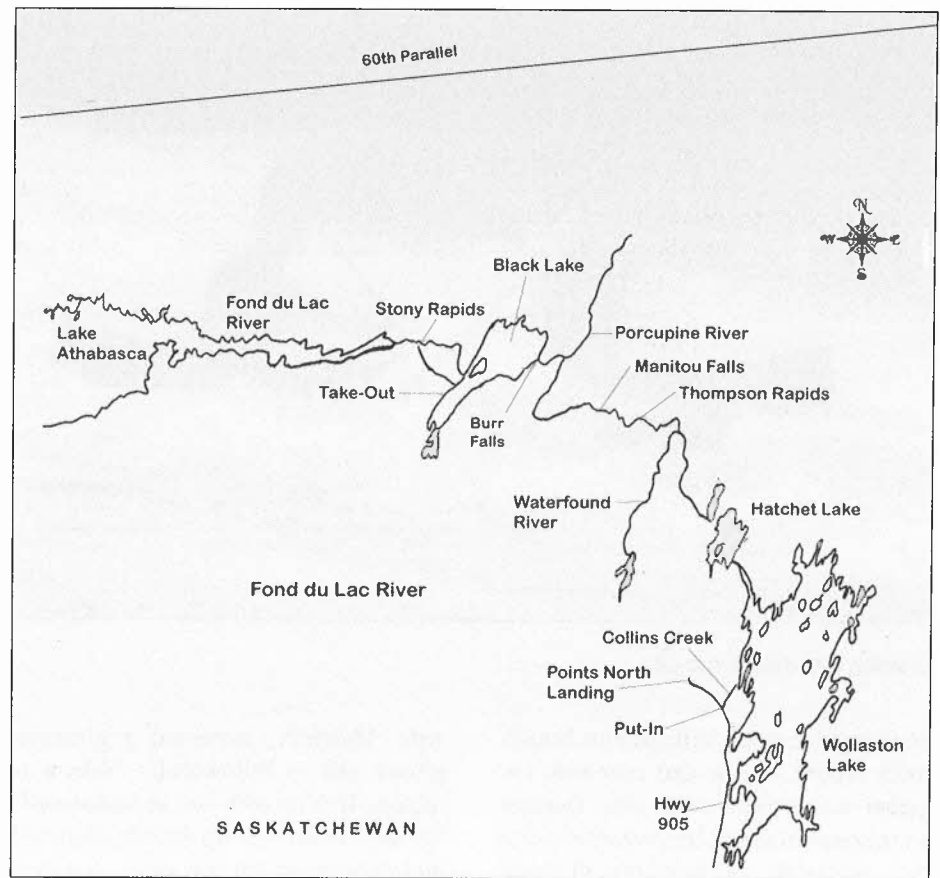 60th Parallel
N
W E
S
Black Lake
Fond du Lac
River
Stony Rapids
Lake
Athabasca
Porcupine River
Manitou Falls
Take-Out
Thompson Rapids
Burr
Falls
Waterfound
River
Hatchet Lake
Fond du Lac River
Collins Creek
Points North
Landing
Put-In
Wollaston
Lake
Hwy
905
SASKATCHEWAN